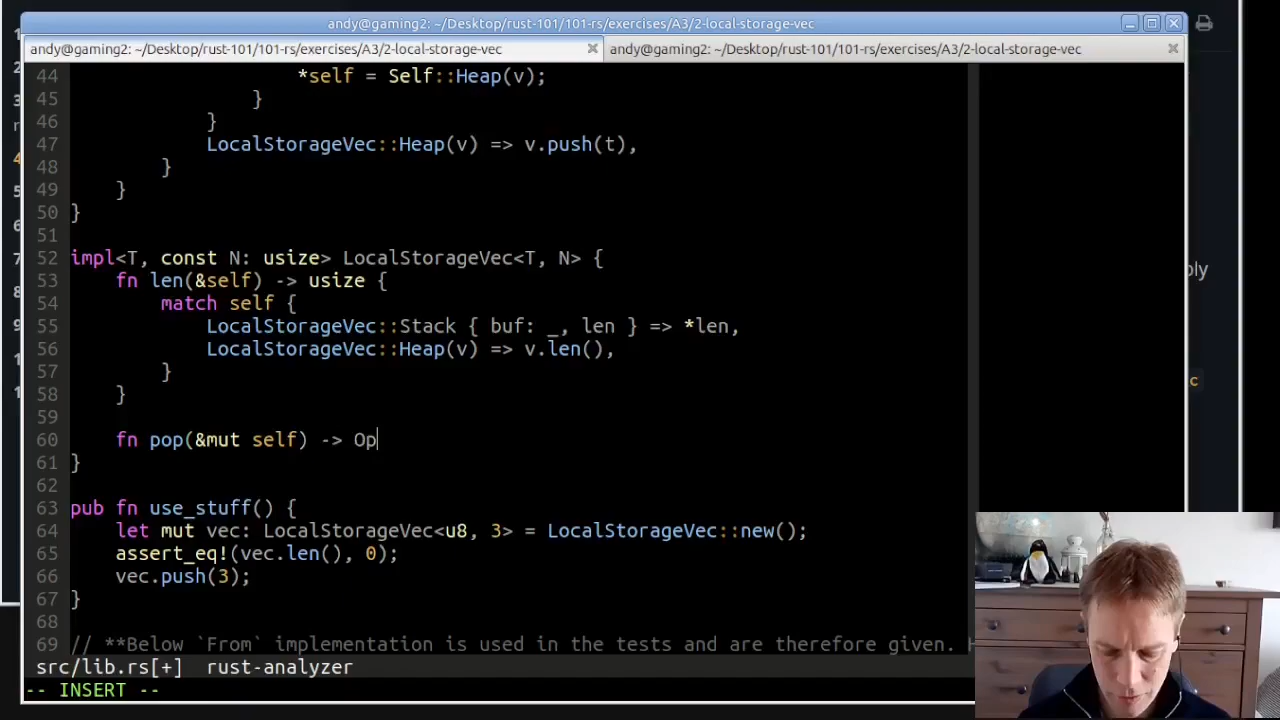 andy@gaming2: ~/Desktop/rust-101/101-rs/exercises/A3/2-local-storage-vec
andy@gaming2: ~/Desktop/rust-101/101-rs/exercises/A3/2-local-storage-vec
andy@gaming2: ~/Desktop/rust-101/101-rs/exercises/A3/2-local-storage-vec
44 *self = Self::Heap(v);
45 }
46 }
47 LocalStorageVec::Heap(v) => v.push(t),
48 }
49 }
50 }
51
52 impl<T, const N: usize> LocalStorageVec<T, N> {
53 fn len(&self) -> usize {
54 match self {
55 LocalStorageVec::Stack { buf: _, len } => *len,
56 LocalStorageVec::Heap(v) => v.len(),
57 }
58 }
59
60 fn pop(&mut self) -> Op
61 }
62
63 pub fn use_stuff() {
64 let mut vec: LocalStorageVec<u8, 3> = LocalStorageVec::new();
65 assert_eq!(vec.len(), 0);
66 vec.push(3);
67 }
68
69 // **Below `From` implementation is used in the tests and are therefore given.
src/lib.rs[+] rust-analyzer
-- INSERT --